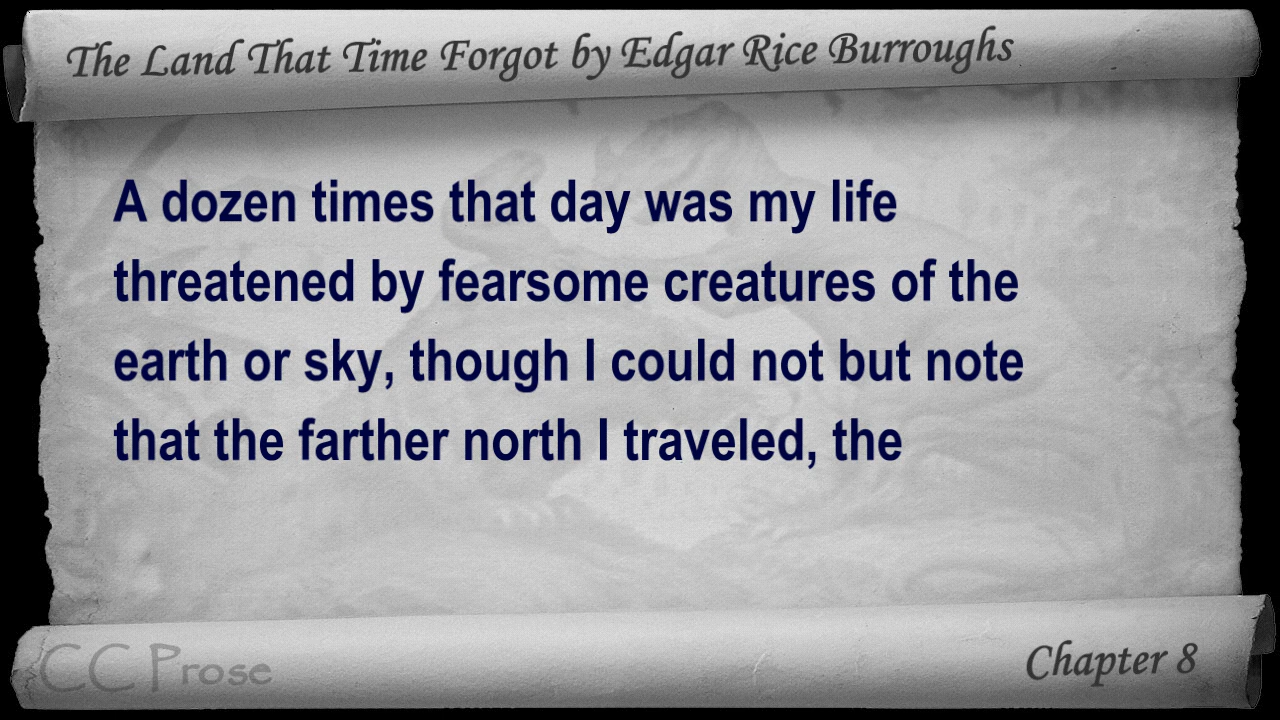 The Land That Time Forgot by Edgar Rice Burroughs
A dozen times that day was my life
threatened by fearsome creatures of the
earth or sky, though I could not but note
that the farther north I traveled, the
CC Prose
Chapter 8